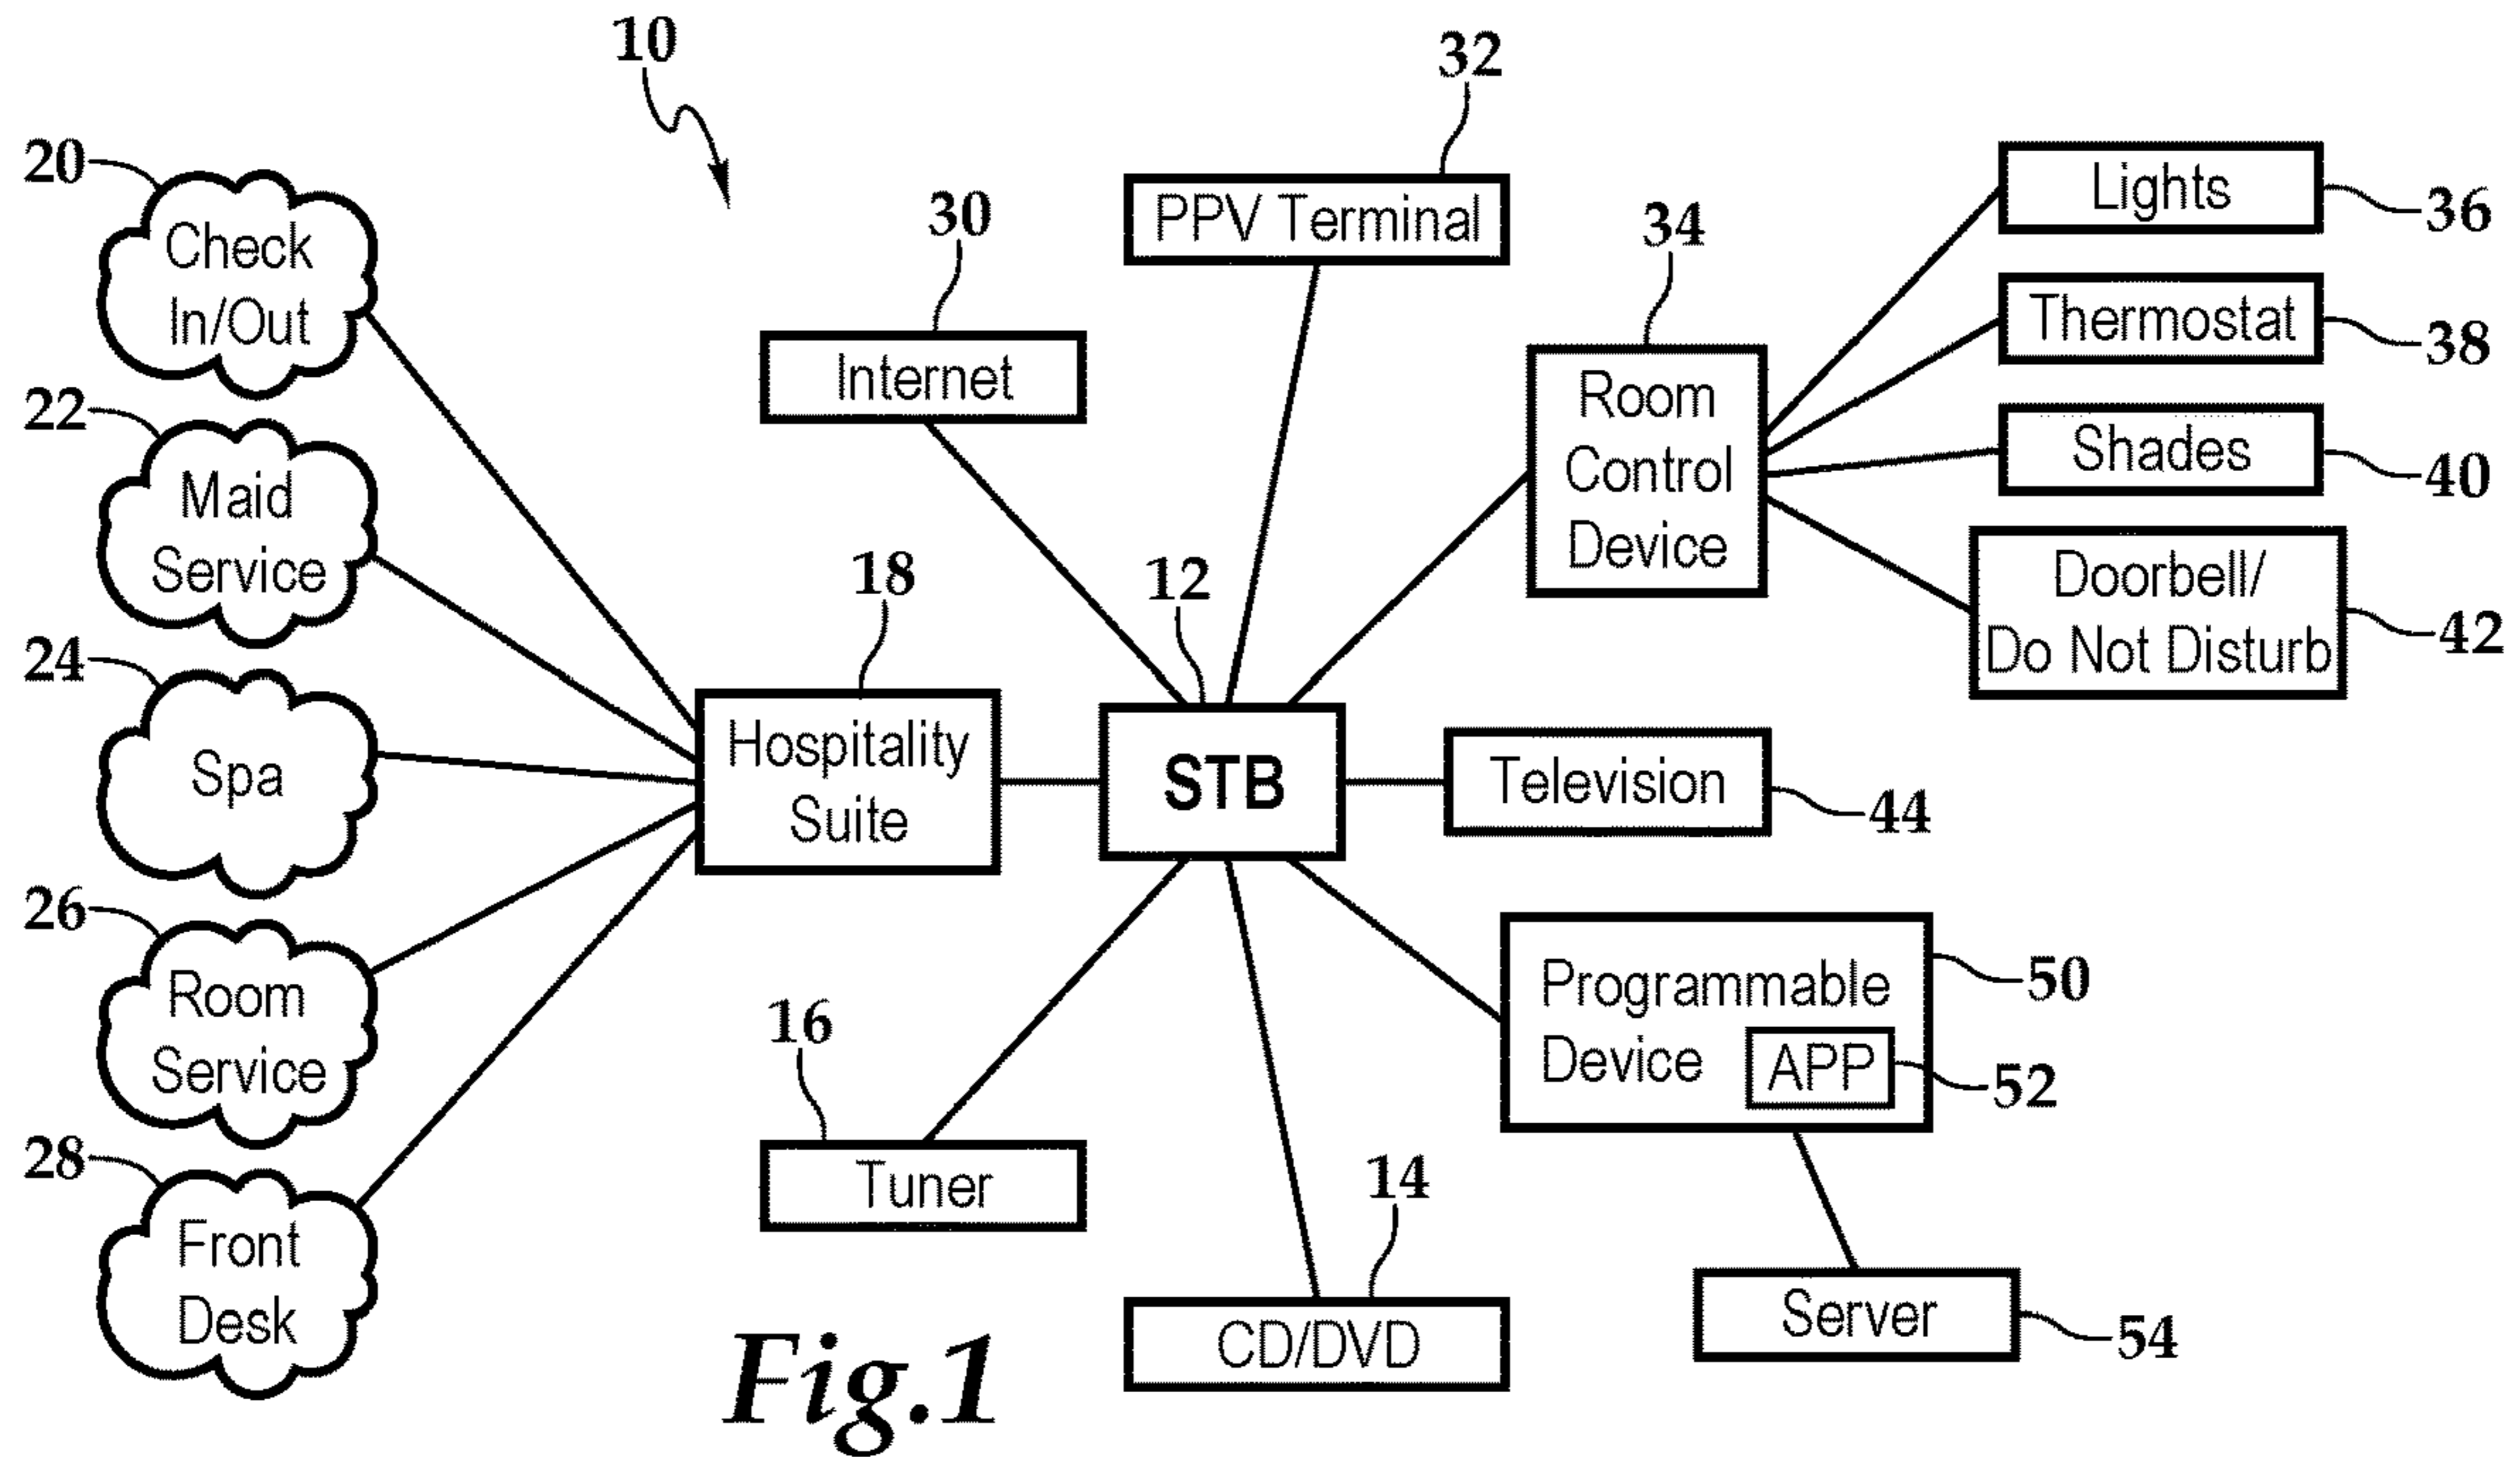 10
32
20
Check
In/Out
30
PPV Terminal
34
Lights
36
Internet
Thermostat
38
22
Maid
Service
Room
Control
Device
Shades
40
18
12
Doorbell/
Do Not Disturb
42
24
Spa
Hospitality
Suite
STB
Television
44
26
Room
Service
16
Programmable
Device
50
APP
52
28
Front
Desk
Tuner
14
CD/DVD
Server
54
Fig.1